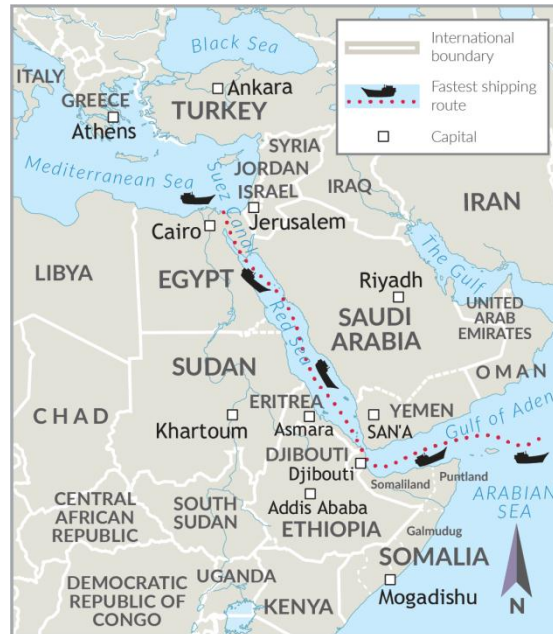 Black Sea
International
boundary
Fastest shipping
route
Capital
ITALY
GREECE
Athens
Ankara
TURKEY
Mediterranean Sea
SYRIA
JORDAN
ISRAEL
IRAQ
IRAN
Suez Canal
Jerusalem
Cairo
The Gulf
LIBYA
EGYPT
Riyadh
Red Sea
SAUDI
ARABIA
UNITED
ARAB
EMIRATES
OMAN
SUDAN
CHAD
ERITREA
Khartoum
Asmara
YEMEN
SAN'A
Gulf of Aden
DJIBOUTI
Djibouti
Somaliland
Puntland
ARABIAN
SEA
CENTRAL
AFRICAN
REPUBLIC
SOUTH
SUDAN
Addis Ababa
ETHIOPIA
Galmudug
SOMALIA
DEMOCRATIC
REPUBLIC OF
CONGO
UGANDA
KENYA
Mogadishu
N